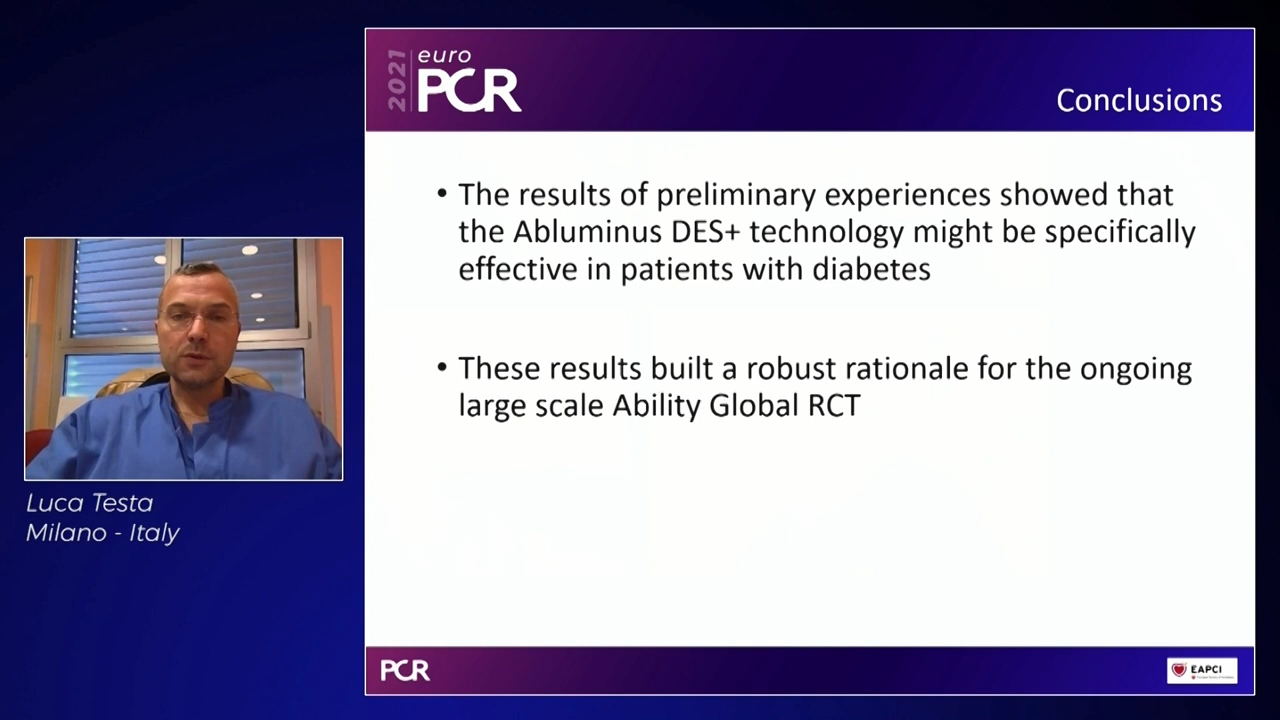 2021
euro
PCR
Conclusions
• The results of preliminary experiences showed that
the Abluminus DES+ technology might be specifically
effective in patients with diabetes
• These results built a robust rationale for the ongoing
large scale Ability Global RCT
Luca Testa
Milano - Italy
PCR
EAPCI